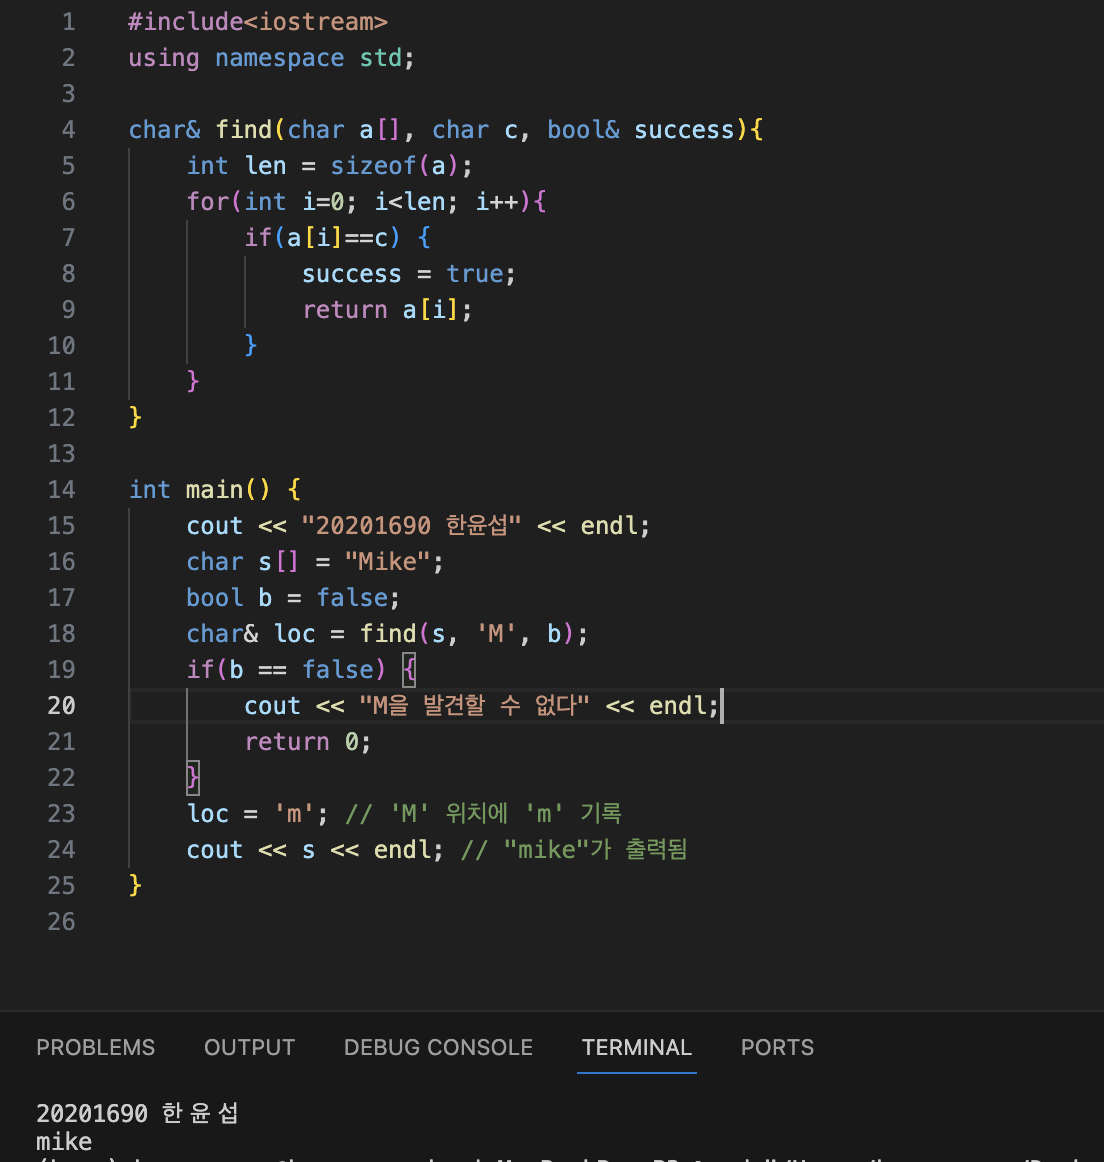 1 #include<iostream>
2 using namespace std;
3
4 char& find(char a[], char c, bool& success){
5 int len = sizeof(a);
6 for(int i=0; i<len; i++){
7 if(a[i]==c) {
8 success = true;
9 return a[i];
10 }
11 }
12 }
13
14 int main() {
15 cout << "20201690 한윤섭" << endl;
16 char s[] = "Mike";
17 bool b = false;
18 char& loc = find(s, 'M', b);
19 if(b == false) {
20 cout << "M을 발견할 수 없다" << endl;
21 return 0;
22 }
23 loc = 'm'; // 'M' 위치에 'm' 기록
24 cout << s << endl; // "mike"가 출력됨
25 }
26
PROBLEMS OUTPUT DEBUG CONSOLE TERMINAL PORTS
20201690 한윤섭
mike